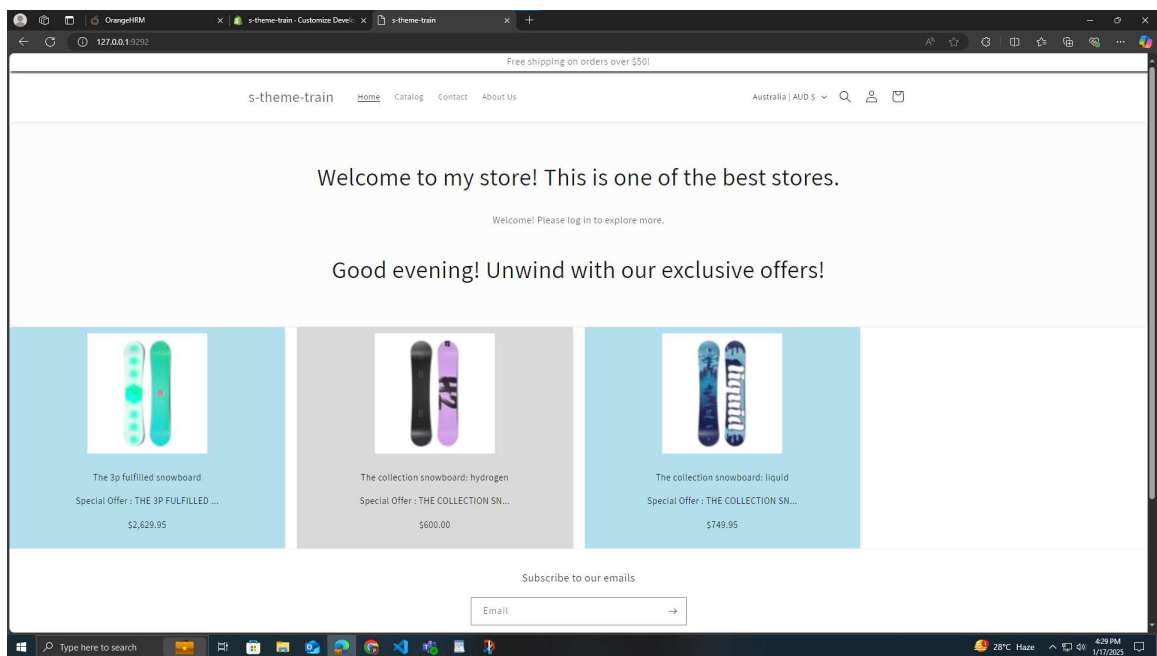 OrangeHRM
s-theme-train - Customize Develo
s-theme-train
127.0.0.1:9292
Free shipping on orders over $50!
s-theme-train
Home Catalog Contact About Us
Australia | AUD $
Welcome to my store! This is one of the best stores.
Welcome! Please log in to explore more.
Good evening! Unwind with our exclusive offers!
H2
liquid
The 3p fulfilled snowboard
Special Offer : THE 3P FULFILLED ...
$2,629.95
The collection snowboard: hydrogen
Special Offer : THE COLLECTION SN...
$600.00
The collection snowboard: liquid
Special Offer : THE COLLECTION SN...
$749.95
Subscribe to our emails
Email
Type here to search
28°C Haze
4:29 PM
1/17/2025